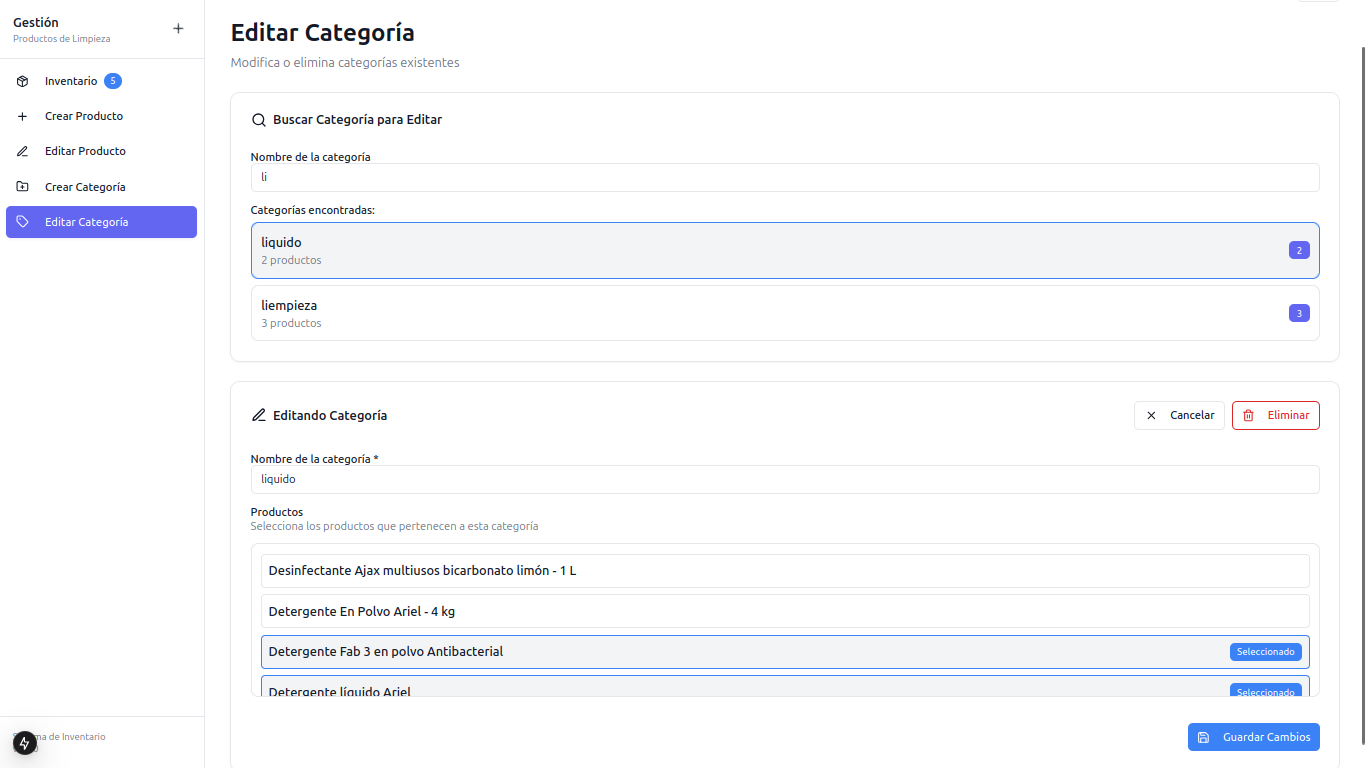 Gestión
Productos de Limpieza
Inventario 5
Crear Producto
Editar Producto
Crear Categoría
Editar Categoría
Editar Categoría
Modifica o elimina categorías existentes
Buscar Categoría para Editar
Nombre de la categoría
li
Categorías encontradas:
liquido
2 productos
2
liempieza
3 productos
3
Editando Categoría
Cancelar
Eliminar
Nombre de la categoría *
liquido
Productos
Selecciona los productos que pertenecen a esta categoría
Desinfectante Ajax multiusos bicarbonato limón - 1 L
Detergente En Polvo Ariel - 4 kg
Detergente Fab 3 en polvo Antibacterial
Seleccionado
Detergente líquido Ariel
Seleccionado
Guardar Cambios
de Inventario